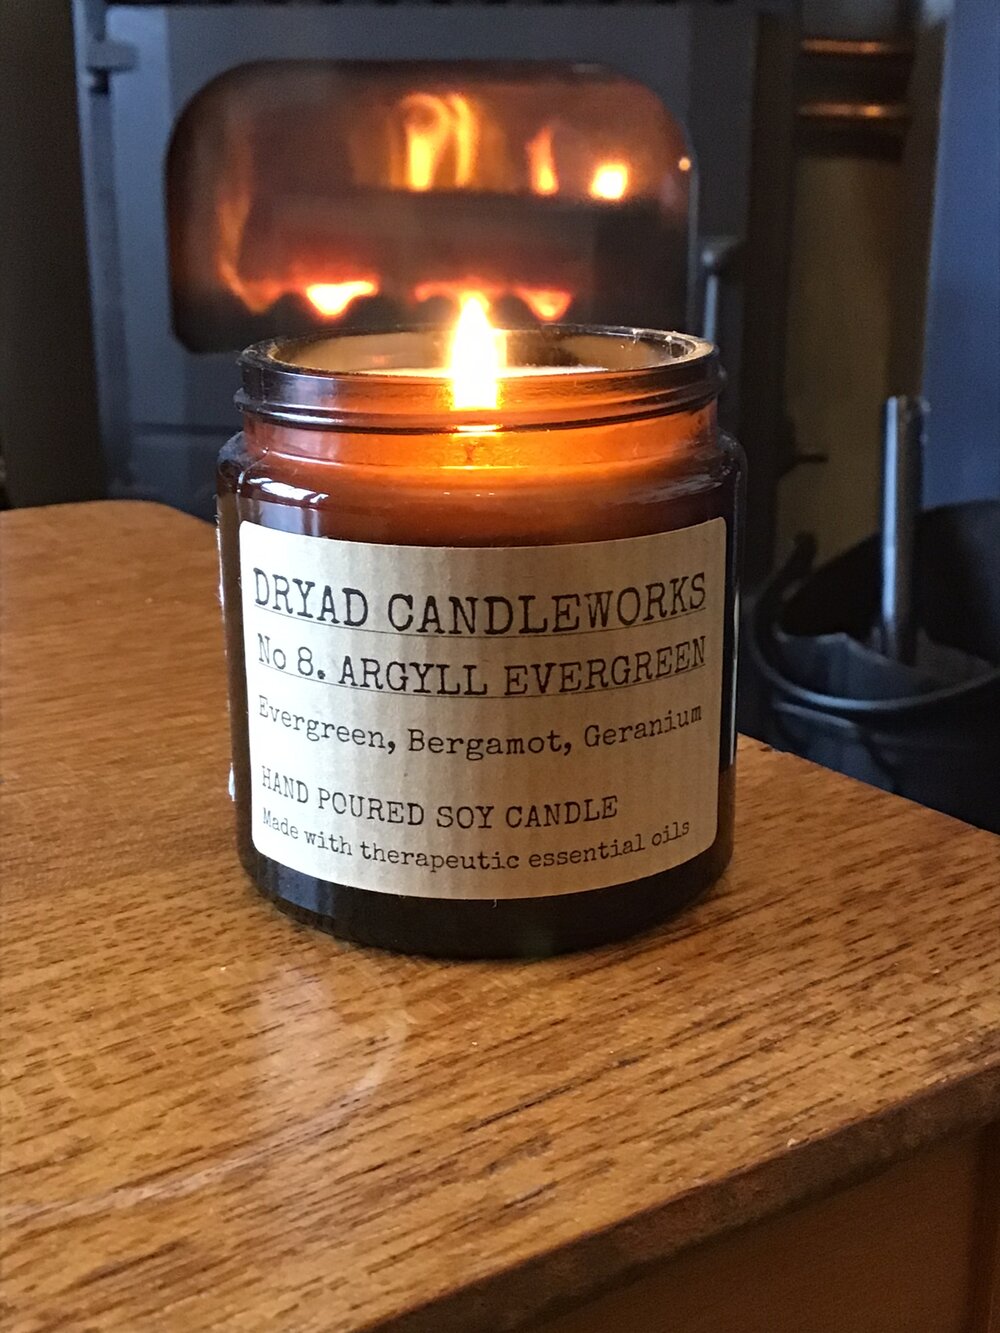 DRYAD CANDLEWORKS
No 8. ARGYLL EVERGREEN
Evergreen, Bergamot, Geranium
HAND POURED SOY CANDLE
Made with therapeutic essential oils